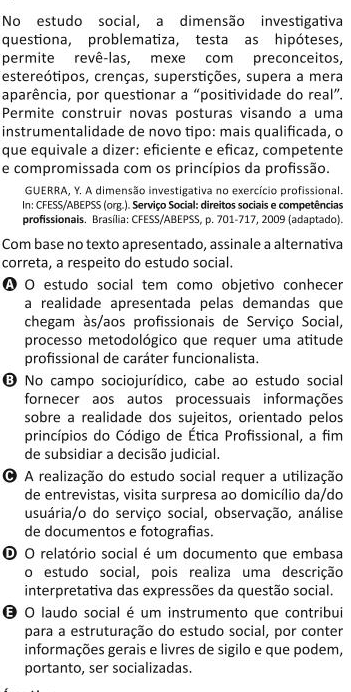 No estudo social, a dimensão investigativa
questiona, problematiza, testa as hipóteses,
permite revê-las, mexe com preconceitos,
estereótipos, crenças, superstições, supera a mera
aparência, por questionar a “positividade do real”.
Permite construir novas posturas visando a uma
instrumentalidade de novo tipo: mais qualificada, o
que equivale a dizer: eficiente e eficaz, competente
e compromissada com os princípios da profissão.
GUERRA, Y. A dimensão investigativa no exercício profissional.
In: CFESS/ABEPSS (org.). Serviço Social: direitos sociais e competências
profissionais. Brasília: CFESS/ABEPSS, p. 701-717, 2009 (adaptado).
Com base no texto apresentado, assinale a alternativa
correta, a respeito do estudo social.
A O estudo social tem como objetivo conhecer
a realidade apresentada pelas demandas que
chegam às/aos profissionais de Serviço Social,
processo metodológico que requer uma atitude
profissional de caráter funcionalista.
B No campo sociojurídico, cabe ao estudo social
fornecer aos autos processuais informações
sobre a realidade dos sujeitos, orientado pelos
princípios do Código de Ética Profissional, a fim
de subsidiar a decisão judicial.
C A realização do estudo social requer a utilização
de entrevistas, visita surpresa ao domicílio da/do
usuária/o do serviço social, observação, análise
de documentos e fotografias.
D O relatório social é um documento que embasa
o estudo social, pois realiza uma descrição
interpretativa das expressões da questão social.
E O laudo social é um instrumento que contribui
para a estruturação do estudo social, por conter
informações gerais e livres de sigilo e que podem,
portanto, ser socializadas.